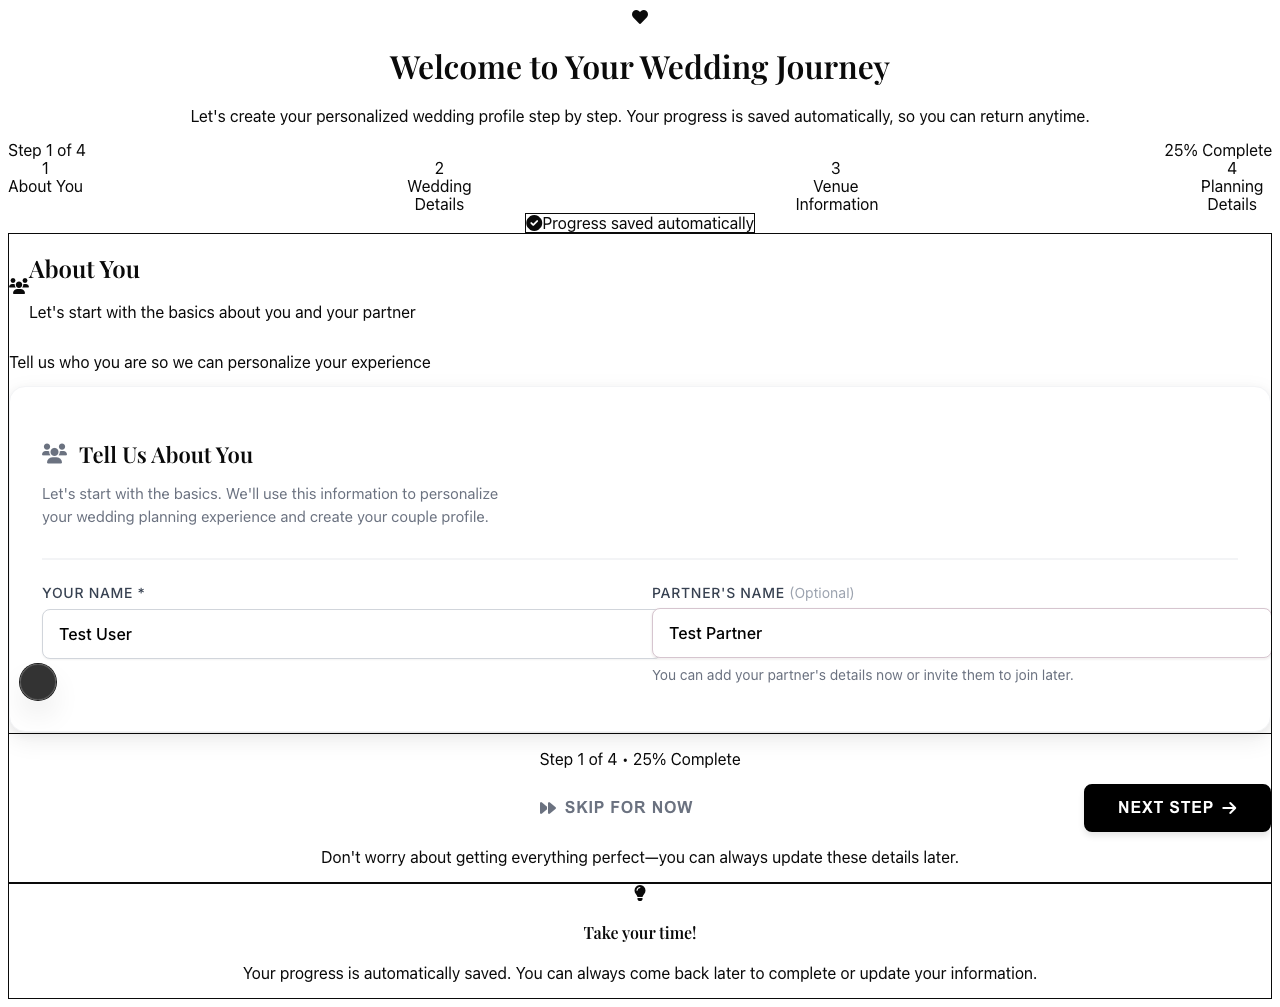 Welcome to Your Wedding Journey
Let's create your personalized wedding profile step by step. Your progress is saved automatically, so you can return anytime.
Step 1 of 4
25% Complete
1
About You
2
Wedding
Details
3
Venue
Information
4
Planning
Details
Progress saved automatically
About You
Let's start with the basics about you and your partner
Tell us who you are so we can personalize your experience
Tell Us About You
Let's start with the basics. We'll use this information to personalize
your wedding planning experience and create your couple profile.
YOUR NAME *
Test User
PARTNER'S NAME (Optional)
Test Partner
You can add your partner's details now or invite them to join later.
Step 1 of 4 • 25% Complete
SKIP FOR NOW
NEXT STEP
Don't worry about getting everything perfect—you can always update these details later.
Take your time!
Your progress is automatically saved. You can always come back later to complete or update your information.